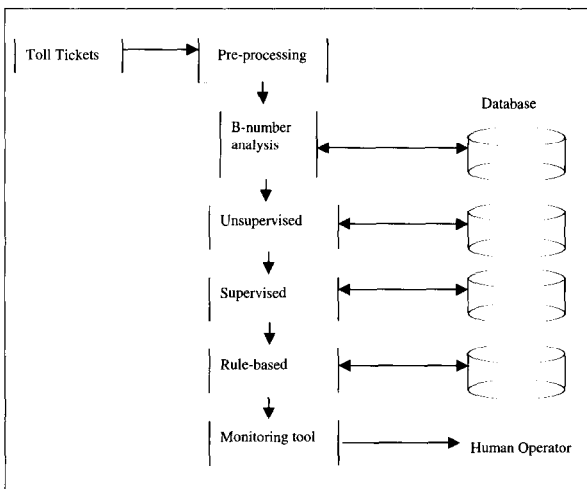 Toll Tickets
Pre-processing
Database
B-number
analysis
Unsupervised
Supervised
Rule-based
Monitoring tool
Human Operator